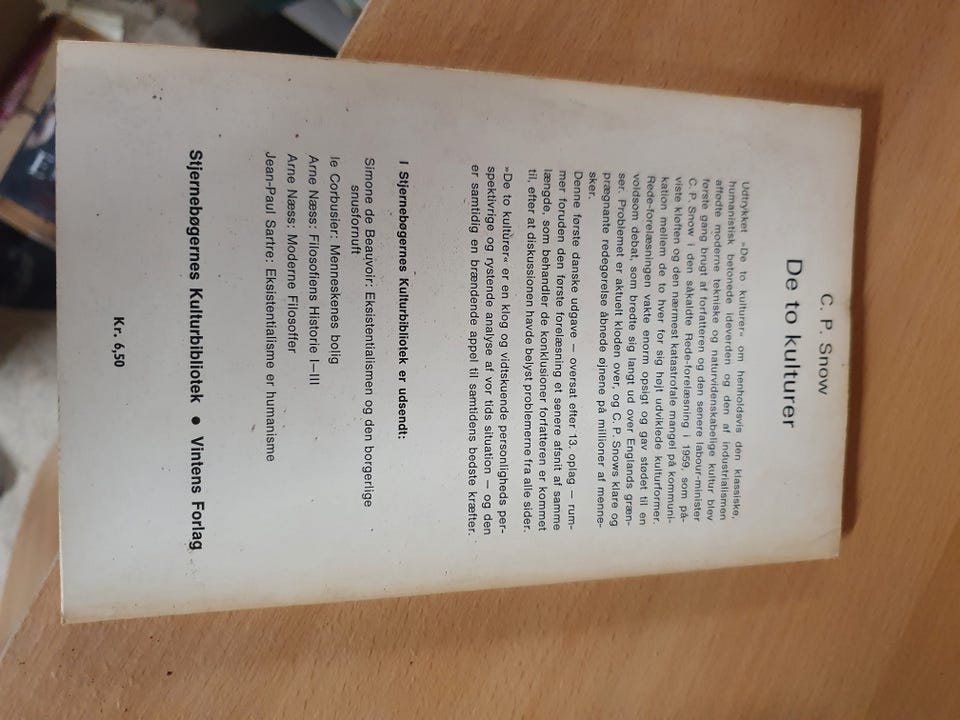 C. P. Snow
De to kulturer
Udtrykket »De to kulturer« om henholdsvis den klassiske,
humanistisk betonede ideverden og den af industrialismen
affødte moderne tekniske og naturvidenskabelige kultur blev
første gang brugt af forfatteren og den senere labour-minister
C. P. Snow i den såkaldte Rede-forelæsning i 1959, som på-
viste kløften og den nærmest katastrofale mangel på kommuni-
kation mellem de to hver for sig højt udviklede kulturformer.
Rede-forelæsningen vakte enorm opsigt og gav stødet til en
voldsom debat, som bredte sig langt ud over Englands græn-
ser. Problemet er aktuelt kloden over, og C. P. Snows klare og
prægnante redegørelse åbnede øjnene på millioner af menne-
sker.
Denne første danske udgave — oversat efter 13. oplag — rum-
mer foruden den første forelæsning et senere afsnit af samme
længde, som behandler de konklusioner forfatteren er kommet
til, efter at diskussionen havde belyst problemerne fra alle sider.
»De to kulturer« er en klog og vidtskuende personligheds per-
spektivrige og rystende analyse af vor tids situation — og den
er samtidig en brændende appel til samtidens bedste kræfter.
I Stjernebøgernes Kulturbibliotek er udsendt:
Simone de Beauvoir: Eksistentialismen og den borgerlige
snusfornuft
le Corbusier: Menneskenes bolig
Arne Næss: Filosofiens Historie I—III
Arne Næss: Moderne Filosoffer
Jean-Paul Sartre: Eksistentialisme er humanisme
Stjernebøgernes Kulturbibliotek ● Vintens Forlag
Kr. 6,50